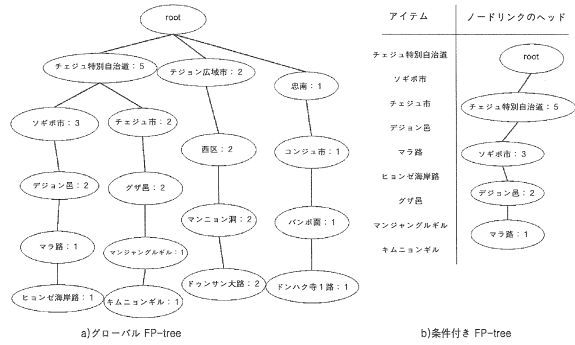 root
チェジュ特別自治道：5
テジョン広域市：2
忠南：1
ソギポ市：3
チェジュ市：2
西区：2
コンジュ市：1
デジョン邑：2
グザ邑：2
マンニョン洞：2
バンポ面：1
マラ路：1
マンジャングルギル：1
ドゥンサン大路：2
ドンハク寺１路：1
ヒョンゼ海岸路：1
キムニョンギル：1
a)グローバル FP-tree
アイテム
ノードリンクのヘッド
チェジュ特別自治道
ソギポ市
チェジュ市
デジョン邑
マラ路
ヒョンゼ海岸路
グザ邑
マンジャングルギル
キムニョンギル
root
チェジュ特別自治道：5
ソギポ市：3
デジョン邑：2
マラ路：1
b)条件付き FP-tree